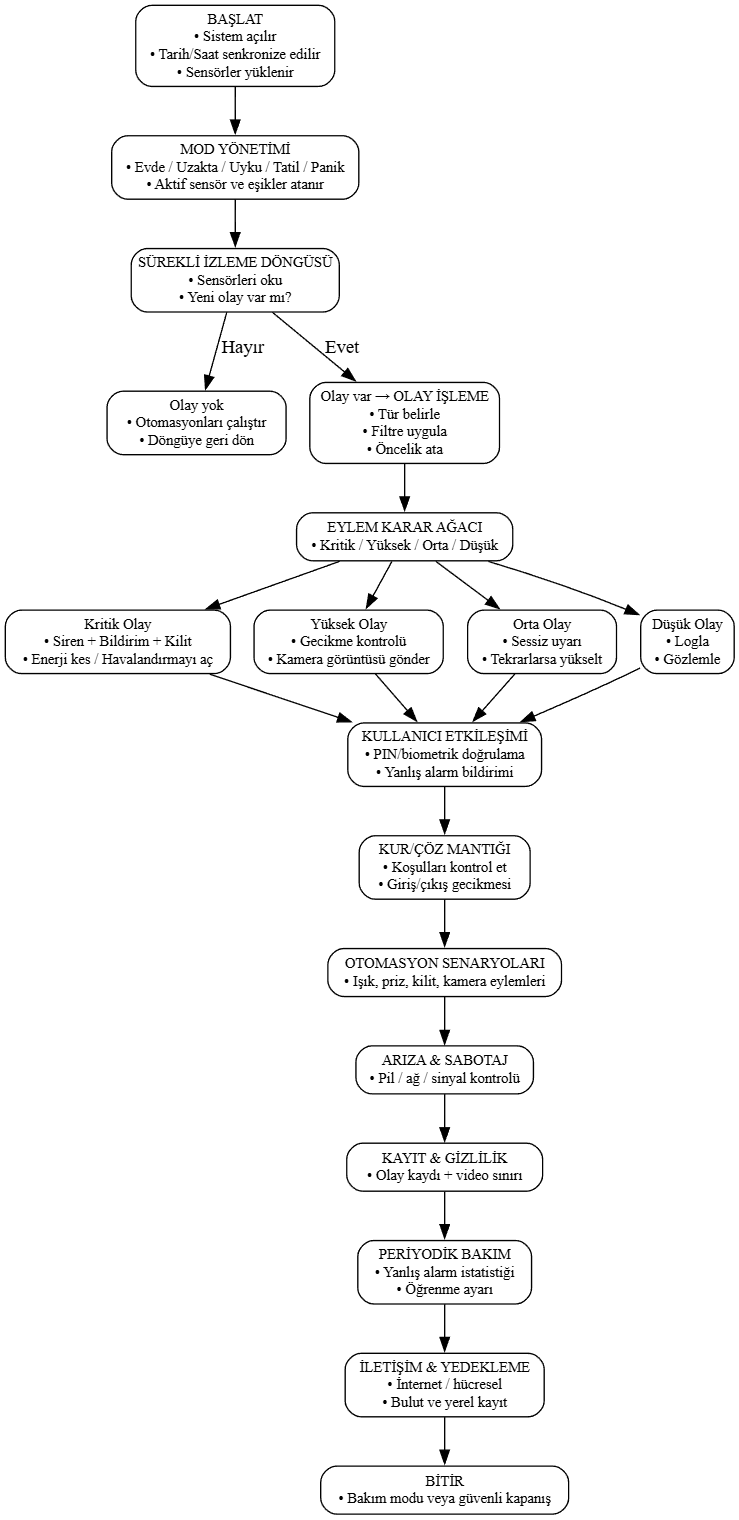 BAŞLAT
• Sistem açılır
• Tarih/Saat senkronize edilir
• Sensörler yüklenir
MOD YÖNETİMİ
• Evde / Uzakta / Uyku / Tatil / Panik
• Aktif sensör ve eşikler atanır
SÜREKLİ İZLEME DÖNGÜSÜ
• Sensörleri oku
• Yeni olay var mı?
Hayır
Evet
Olay yok
• Otomasyonları çalıştır
• Döngüye geri dön
Olay var → OLAY İŞLEME
• Tür belirle
• Filtre uygula
• Öncelik ata
EYLEM KARAR AĞACI
• Kritik / Yüksek / Orta / Düşük
Kritik Olay
• Siren + Bildirim + Kilit
• Enerji kes / Havalandırmayı aç
Yüksek Olay
• Gecikme kontrolü
• Kamera görüntüsü gönder
Orta Olay
• Sessiz uyarı
• Tekrarlarsa yükselt
Düşük Olay
• Logla
• Gözlemle
KULLANICI ETKİLEŞİMİ
• PIN/biometrik doğrulama
• Yanlış alarm bildirimi
KUR/ÇÖZ MANTIĞI
• Koşulları kontrol et
• Giriş/çıkış gecikmesi
OTOMASYON SENARYOLARI
• Işık, priz, kilit, kamera eylemleri
ARIZA & SABOTAJ
• Pil / ağ / sinyal kontrolü
KAYIT & GİZLİLİK
• Olay kaydı + video sınırı
PERİYODİK BAKIM
• Yanlış alarm istatistiği
• Öğrenme ayarı
İLETİŞİM & YEDEKLEME
• İnternet / hücresel
• Bulut ve yerel kayıt
BİTİR
• Bakım modu veya güvenli kapanış